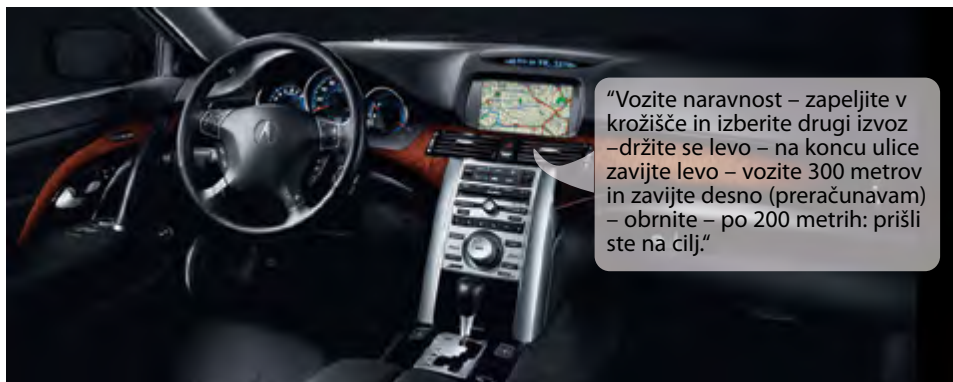 “Vozite naravnost – zapeljite v
krožišče in izberite drugi izvoz
–držite se levo – na koncu ulice
zavijte levo – vozite 300 metrov
in zavijte desno (preračunavam)
– obrnite – po 200 metrih: prišli
ste na cilj.“